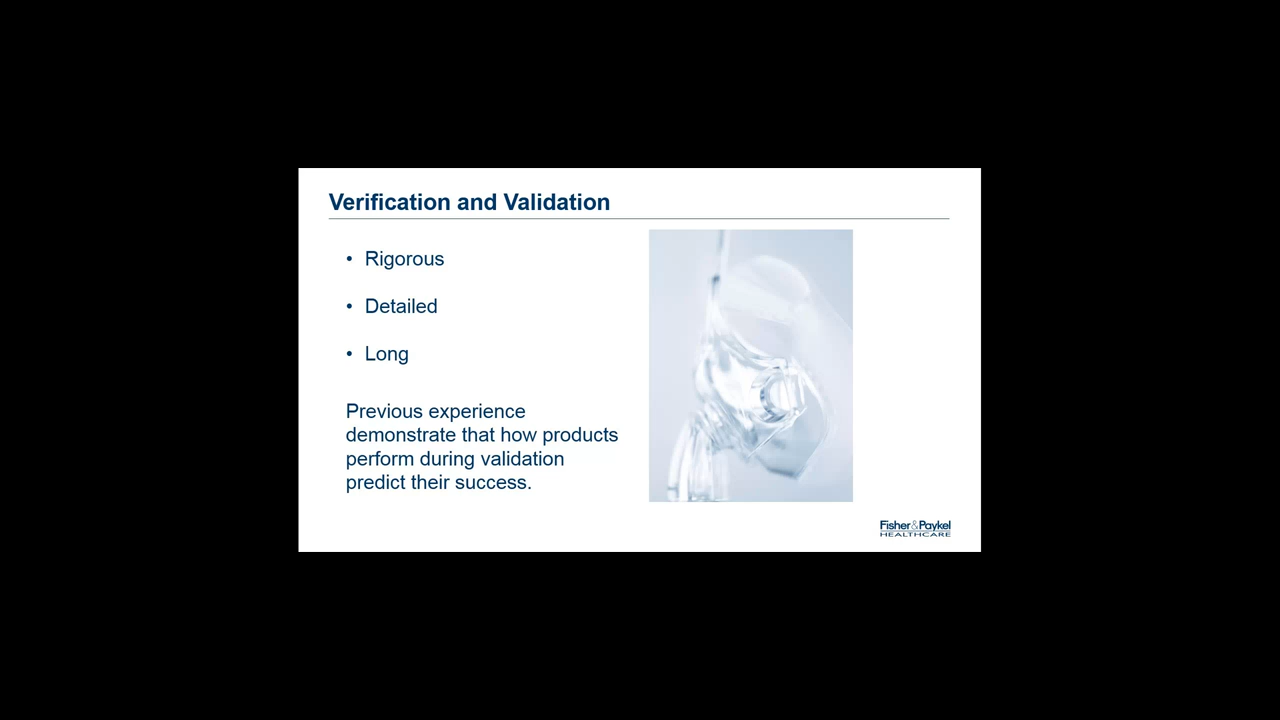 Verification and Validation
• Rigorous
• Detailed
• Long
Previous experience
demonstrate that how products
perform during validation
predict their success.
Fisher&Paykel
HEALTHCARE